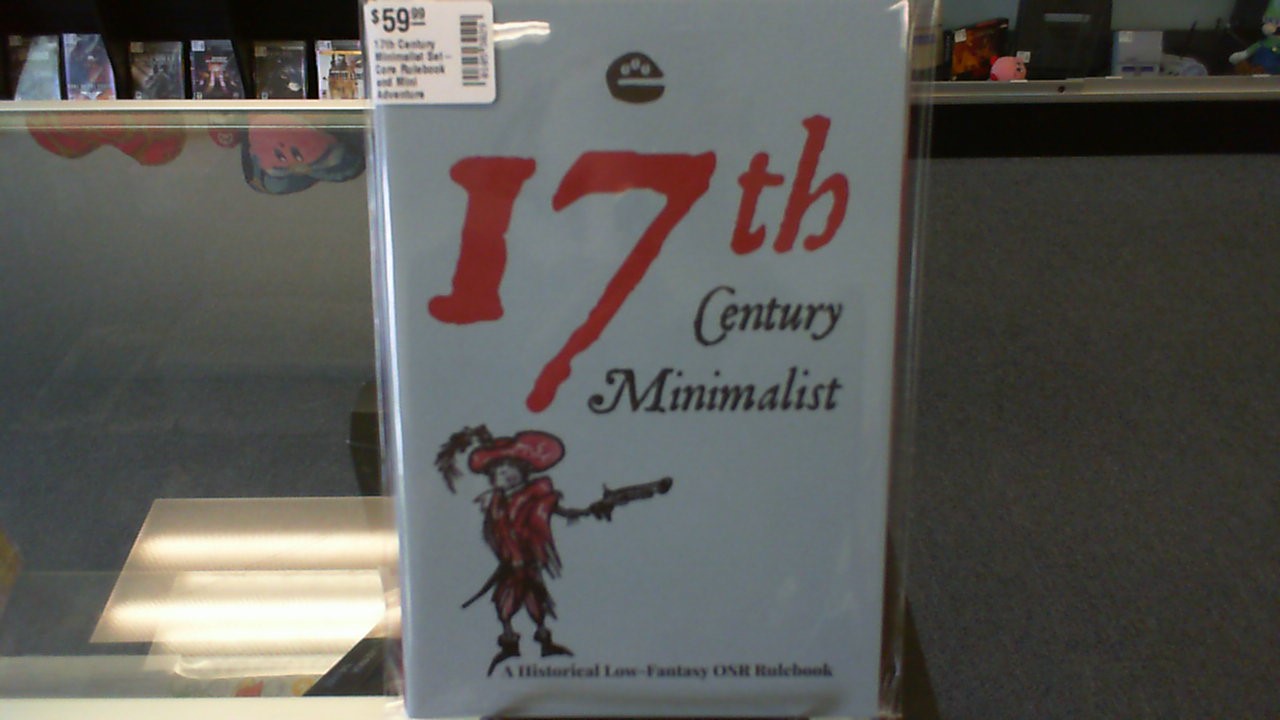 $59.99
17th Century
Minimalist Set -
Core Rulebook
and Mini
Adventure
17th
Century
Minimalist
A Historical Low-Fantasy OSR Rulebook